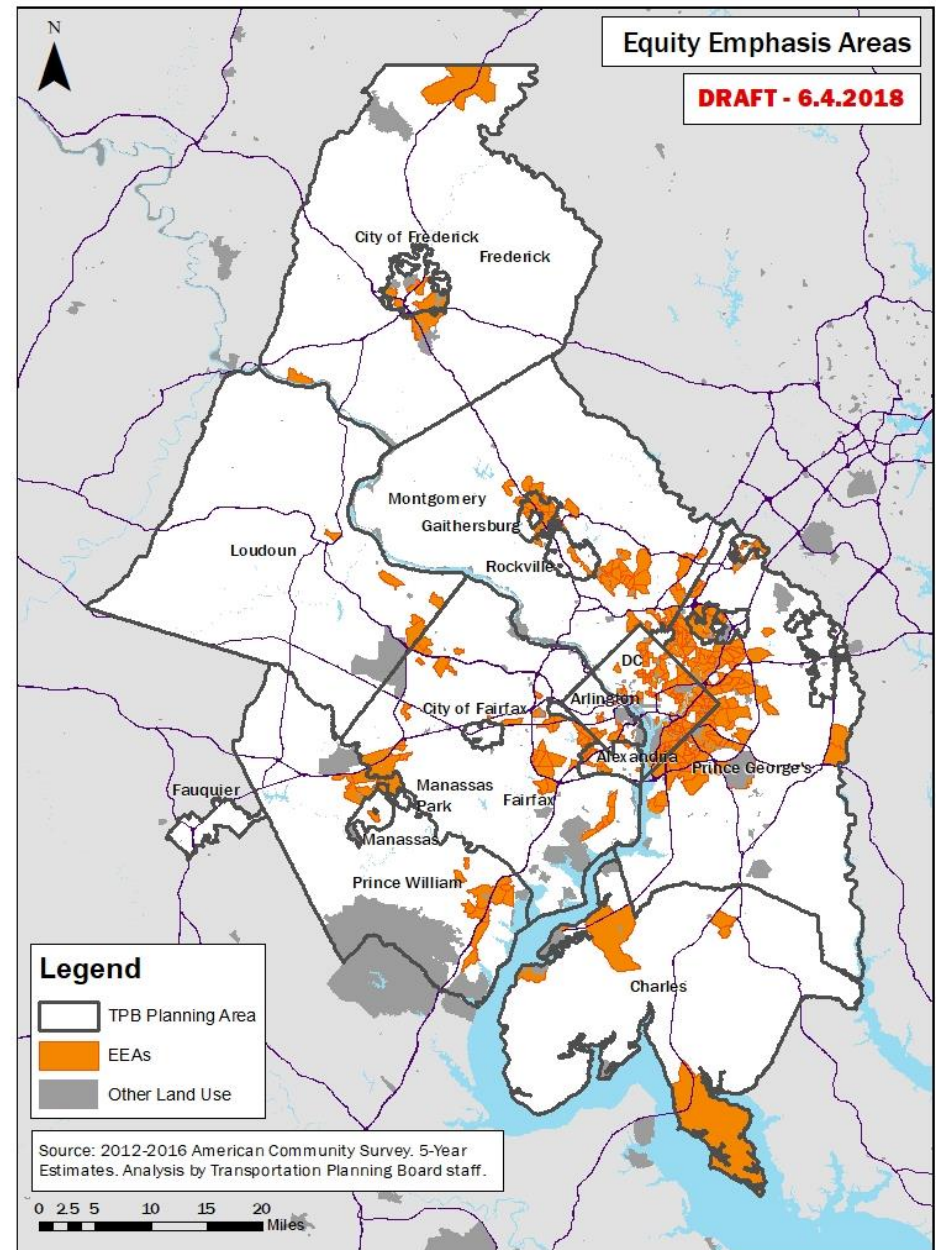 N
Equity Emphasis Areas
DRAFT - 6.4.2018
City of Frederick
Frederick
Montgomery
Gaithersburg
Loudoun
Rockville
DC
Arlington
City of Fairfax
Alexandria
Prince George's
Fauquier
Manassas
Park
Fairfax
Manassas
Prince William
Charles
Legend
TPB Planning Area
EEAs
Other Land Use
Source: 2012-2016 American Community Survey. 5-Year
Estimates. Analysis by Transportation Planning Board staff.
0 2.5 5 10 15 20
Miles